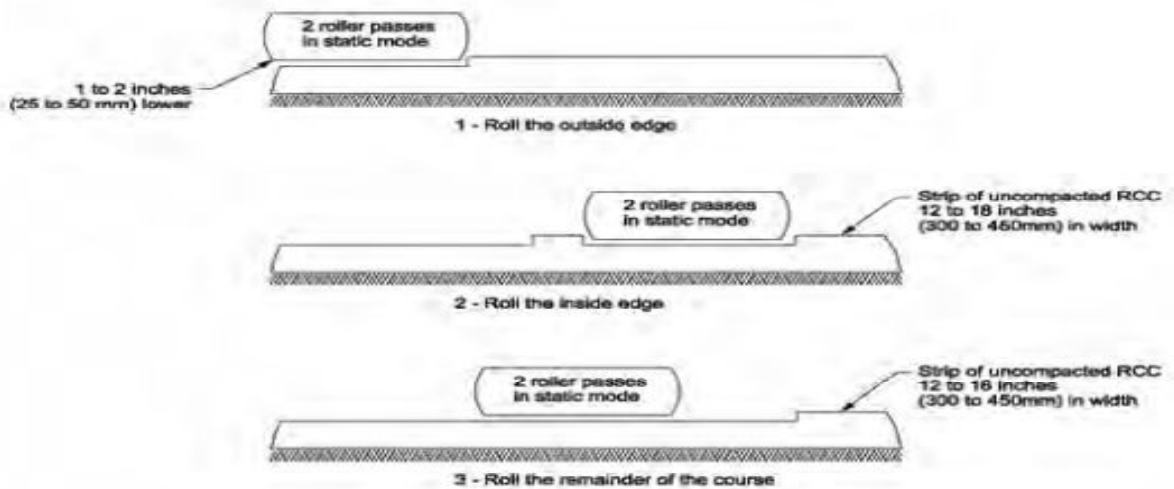 2 roller passes
in static mode
1 to 2 inches
(25 to 50 mm) lower
1 - Roll the outside edge
2 roller passes
in static mode
Strip of uncompacted RCC
12 to 18 inches
(300 to 450mm) in width
2 - Roll the inside edge
2 roller passes
in static mode
Strip of uncompacted RCC
12 to 16 inches
(300 to 450mm) in width
3 - Roll the remainder of the course